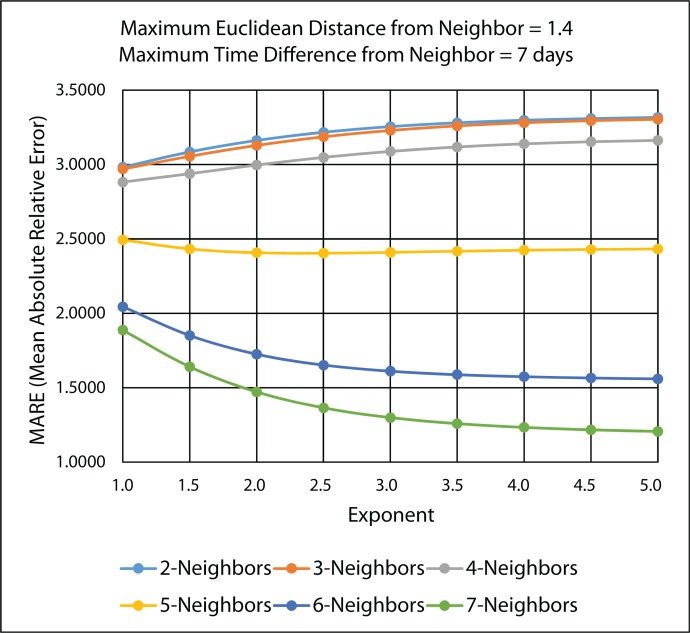 Maximum Euclidean Distance from Neighbor = 1.4
Maximum Time Difference from Neighbor = 7 days
MARE (Mean Absolute Relative Error)
3.5000
3.0000
2.5000
2.0000
1.5000
1.0000
1.0 1.5 2.0 2.5 3.0 3.5 4.0 4.5 5.0
Exponent
2-Neighbors 3-Neighbors 4-Neighbors
5-Neighbors 6-Neighbors 7-Neighbors